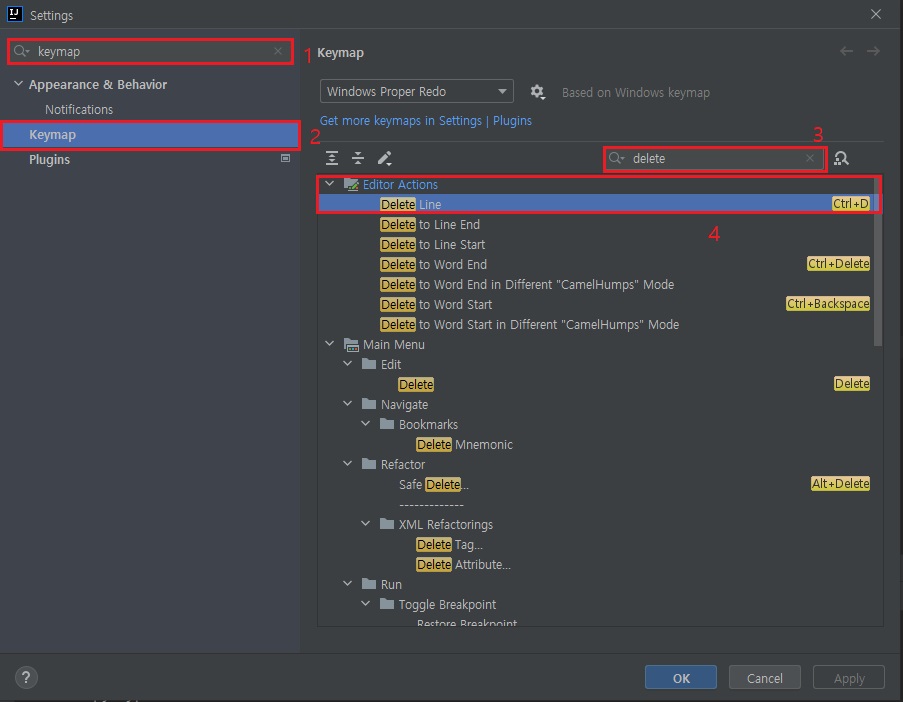 IJ
Settings
keymap
1
Appearance & Behavior
Notifications
Keymap
2
Plugins
Keymap
Windows Proper Redo
Based on Windows keymap
Get more keymaps in Settings | Plugins
3
delete
Editor Actions
Delete Line Ctrl+D
4
Delete to Line End
Delete to Line Start
Delete to Word End Ctrl+Delete
Delete to Word End in Different "CamelHumps" Mode
Delete to Word Start Ctrl+Backspace
Delete to Word Start in Different "CamelHumps" Mode
Main Menu
Edit
Delete Delete
Navigate
Bookmarks
Delete Mnemonic
Refactor
Safe Delete... Alt+Delete
-------------
XML Refactorings
Delete Tag...
Delete Attribute...
Run
Toggle Breakpoint
Restore Breakpoint
?
OK
Cancel
Apply